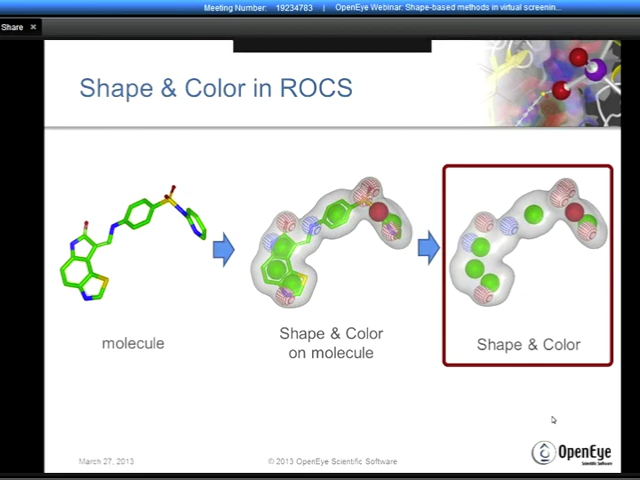 Meeting Number: 19234783 | OpenEye Webinar: Shape-based methods in virtual screenin...
Share ×
Shape & Color in ROCS
molecule
Shape & Color
on molecule
Shape & Color
March 27, 2013
© 2013 OpenEye Scientific Software
OpenEye
Scientific Software